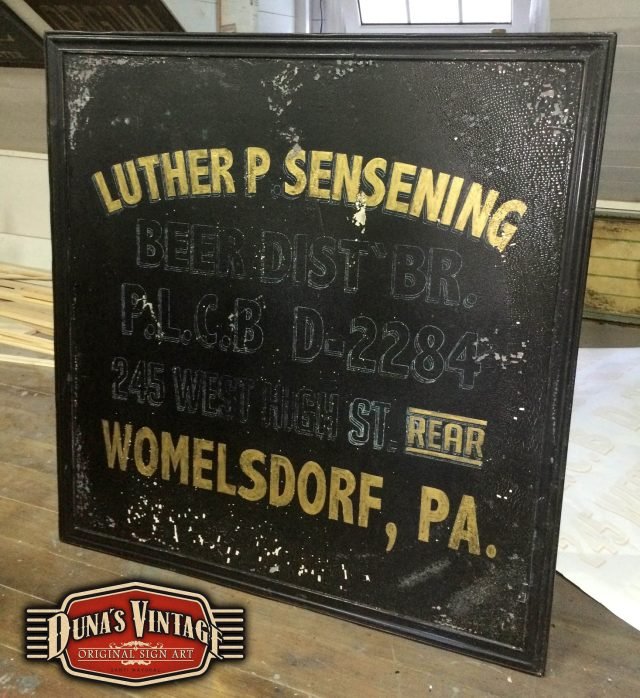 LUTHER P. SENSENING
BEER DIST'BR.
P.L.C.B D-2284
245 WEST HIGH ST. REAR
WOMELSDORF, PA.
DUNA'S VINTAGE
ORIGINAL SIGN ART